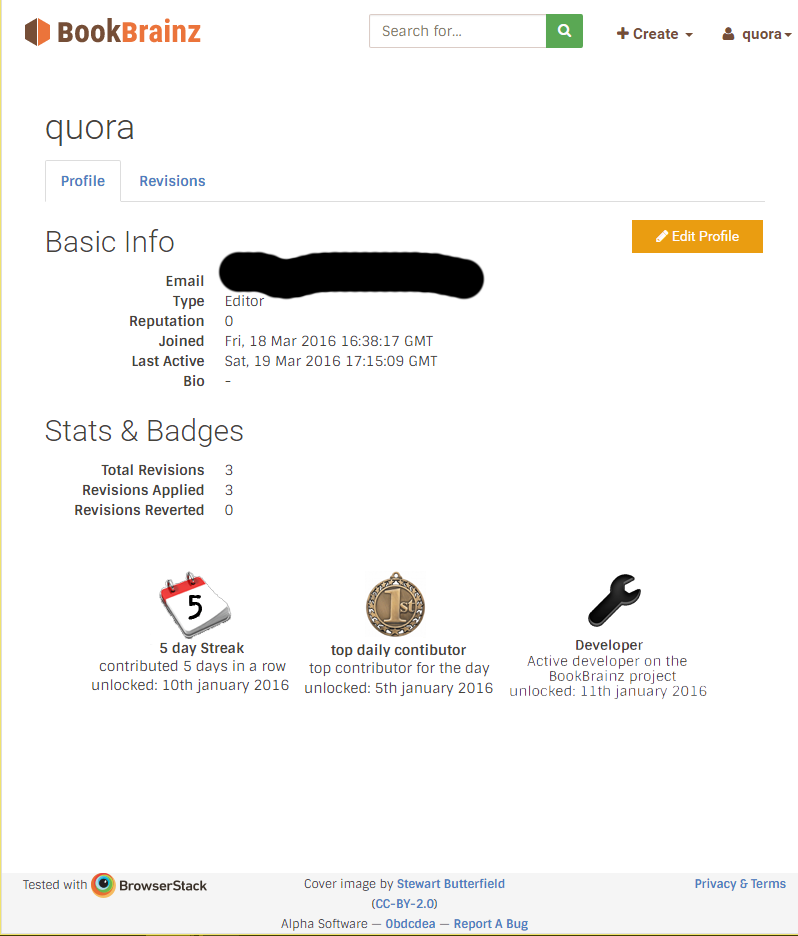 BookBrainz
Search for...
Create
quora
quora
Profile
Revisions
Basic Info
Edit Profile
Email
Type Editor
Reputation 0
Joined Fri, 18 Mar 2016 16:38:17 GMT
Last Active Sat, 19 Mar 2016 17:15:09 GMT
Bio -
Stats & Badges
Total Revisions 3
Revisions Applied 3
Revisions Reverted 0
5
5 day Streak
contributed 5 days in a row
unlocked: 10th january 2016
1st
top daily contibutor
top contributor for the day
unlocked: 5th january 2016
Developer
Active developer on the
BookBrainz project
unlocked: 11th january 2016
Tested with BrowserStack
Cover image by Stewart Butterfield
(CC-BY-2.0)
Alpha Software — 0bdcdea — Report A Bug
Privacy & Terms